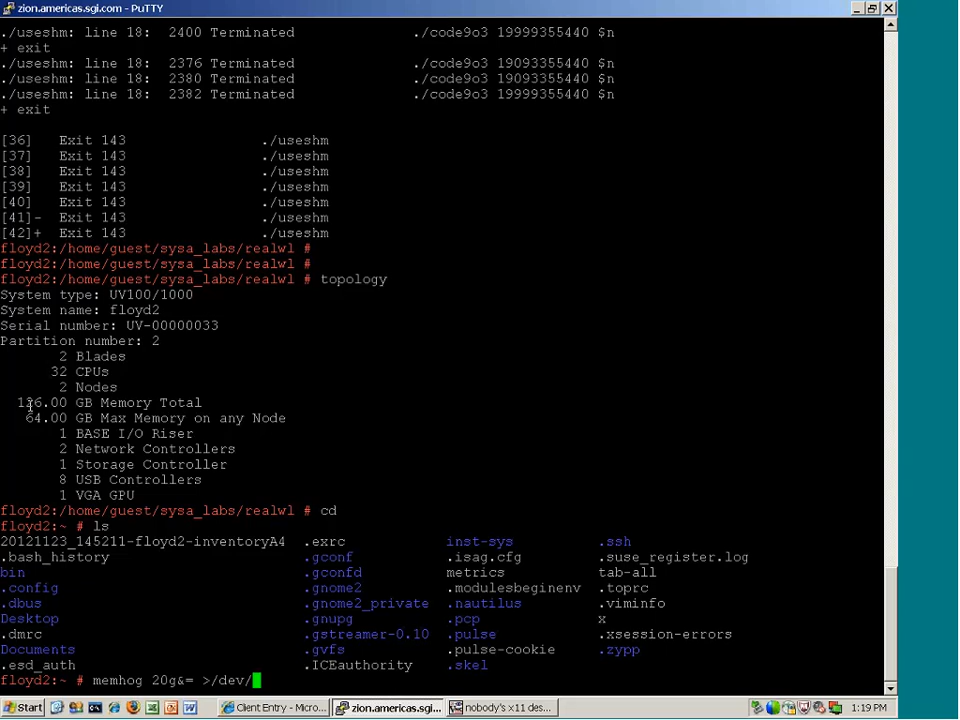 zion.americas.sgi.com - PuTTY
./useshm: line 18:  2400 Terminated              ./code9o3 19999355440 $n
+ exit
./useshm: line 18:  2376 Terminated              ./code9o3 19093355440 $n
./useshm: line 18:  2380 Terminated              ./code9o3 19999355440 $n
./useshm: line 18:  2382 Terminated              ./code9o3 19999355440 $n
+ exit
[36]   Exit 143                ./useshm
[37]   Exit 143                ./useshm
[38]   Exit 143                ./useshm
[39]   Exit 143                ./useshm
[40]   Exit 143                ./useshm
[41]-  Exit 143                ./useshm
[42]+  Exit 143                ./useshm
floyd2:/home/guest/sysa_labs/realwl #
floyd2:/home/guest/sysa_labs/realwl #
floyd2:/home/guest/sysa_labs/realwl # topology
System type: UV100/1000
System name: floyd2
Serial number: UV-00000033
Partition number: 2
2 Blades
32 CPUs
2 Nodes
126.00 GB Memory Total
64.00 GB Max Memory on any Node
1 BASE I/O Riser
2 Network Controllers
1 Storage Controller
8 USB Controllers
1 VGA GPU
floyd2:/home/guest/sysa_labs/realwl # cd
floyd2:~ # ls
20121123_145211-floyd2-inventoryA4  .exrc  inst-sys  .ssh
.bash_history  .gconf  .isag.cfg  .suse_register.log
bin  .gconfd  metrics  tab-all
.config  .gnome2  .modulesbeginenv  .toprc
.dbus  .gnome2_private  .nautilus  .viminfo
Desktop  .gnupg  .pcp  x
.dmrc  .gstreamer-0.10  .pulse  .xsession-errors
Documents  .gvfs  .pulse-cookie  .zypp
.esd_auth  .ICEauthority  .skel
floyd2:~ # memhog 20g&= >/dev/
Start  Client Entry - Micro...  zion.americas.sgi...  nobody's x11 des...  1:19 PM